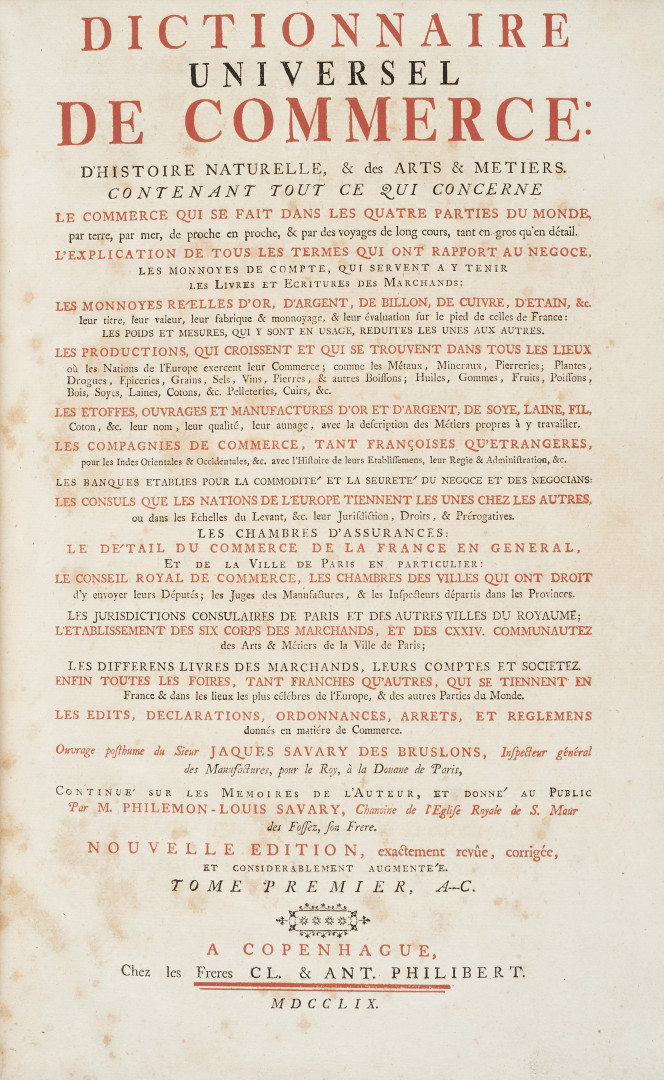 DICTIONNAIRE
UNIVERSEL
DE COMMERCE:
D'HISTOIRE NATURELLE, & des ARTS & METIERS.
CONTENANT TOUT CE QUI CONCERNE
LE COMMERCE QUI SE FAIT DANS LES QUATRE PARTIES DU MONDE,
par terre, par mer, de proche en proche, & par des voyages de long cours, tant en gros qu'en détail.
L'EXPLICATION DE TOUS LES TERMES QUI ONT RAPPORT AU NEGOCE,
LES MONNOYES DE COMPTE, QUI SERVENT A Y TENIR
LES LIVRES ET ECRITURES DES MARCHANDS:
LES MONNOYES RE'ELLES D'OR, D'ARGENT, DE BILLON, DE CUIVRE, D'ETAIN, &c.
leur titre, leur valeur, leur fabrique & monnoyage, & leur évaluation ſur le pied de celles de France:
LES POIDS ET MESURES, QUI Y SONT EN USAGE, REDUITES LES UNES AUX AUTRES.
LES PRODUCTIONS, QUI CROISSENT ET QUI SE TROUVENT DANS TOUS LES LIEUX
où les Nations de l'Europe exercent leur Commerce; comme les Métaux, Mineraux, Pierreries; Plantes,
Drogues, Epiceries, Grains, Sels, Vins, Pierres, & autres Boiſſons; Huiles, Gommes, Fruits, Poiſſons,
Bois, Soyes, Laines, Cotons, &c. Pelleteries, Cuirs, &c.
LES ETOFFES, OUVRAGES ET MANUFACTURES D'OR ET D'ARGENT, DE SOYE, LAINE, FIL,
Coton, &c. leur nom, leur qualité, leur aunage, avec la deſcription des Métiers propres à y travailler.
LES COMPAGNIES DE COMMERCE, TANT FRANÇOISES QU'ETRANGERES,
pour les Indes Orientales & Occidentales, &c. avec l'Hiſtoire de leurs Etabliſſemens, leur Regie & Adminiſtration, &c.
LES BANQUES ETABLIES POUR LA COMMODITE' ET LA SEURETE' DU NEGOCE ET DES NEGOCIANS:
LES CONSULS QUE LES NATIONS DE L'EUROPE TIENNENT LES UNES CHEZ LES AUTRES,
ou dans les Echelles du Levant, &c. leur Juriſdiction, Droits, & Prérogatives.
LES CHAMBRES D'ASSURANCES:
LE DE'TAIL DU COMMERCE DE LA FRANCE EN GENERAL,
ET DE LA VILLE DE PARIS EN PARTICULIER:
LE CONSEIL ROYAL DE COMMERCE, LES CHAMBRES DES VILLES QUI ONT DROIT
d'y envoyer leurs Députés; les Juges des Manufactures, & les Inſpecteurs départis dans les Provinces.
LES JURISDICTIONS CONSULAIRES DE PARIS ET DES AUTRES VILLES DU ROYAUME;
L'ETABLISSEMENT DES SIX CORPS DES MARCHANDS, ET DES CXXIV. COMMUNAUTEZ
des Arts & Métiers de la Ville de Paris;
LES DIFFERENS LIVRES DES MARCHANDS, LEURS COMPTES ET SOCIETEZ.
ENFIN TOUTES LES FOIRES, TANT FRANCHES QU'AUTRES, QUI SE TIENNENT EN
France & dans les lieux les plus célébres de l'Europe, & des autres Parties du Monde.
LES EDITS, DECLARATIONS, ORDONNANCES, ARRETS, ET REGLEMENS
donnés en matiére de Commerce.
Ouvrage poſthume du Sieur JAQUES SAVARY DES BRUSLONS, Inſpecteur général
des Manufactures, pour le Roy, à la Douane de Paris,
CONTINUE' SUR LES MEMOIRES DE L'AUTEUR, ET DONNE' AU PUBLIC
Par M. PHILEMON-LOUIS SAVARY, Chanoine de l'Egliſe Royale de S. Maur
des Foſſez, ſon Frere.
NOUVELLE EDITION, exactement revûe, corrigée,
ET CONSIDERABLEMENT AUGMENTE'E.
TOME PREMIER, A--C.
A COPENHAGUE,
Chez les Freres CL. & ANT. PHILIBERT.
MDCCLIX.